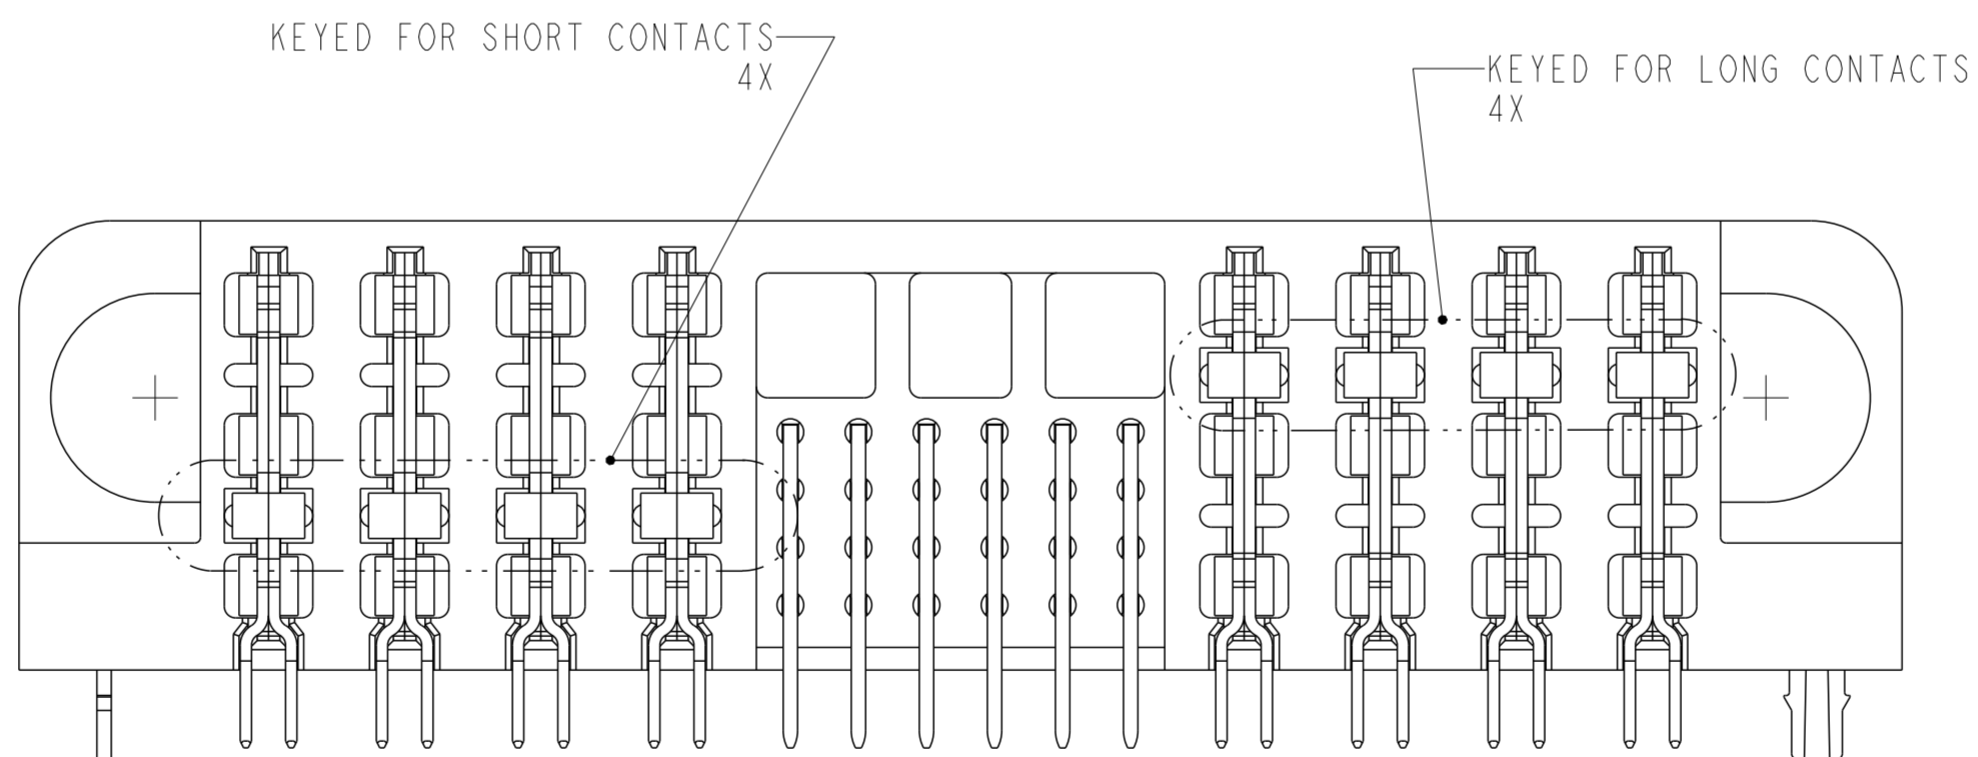 KEYED FOR SHORT CONTACTS
4X
KEYED FOR LONG CONTACTS
4X